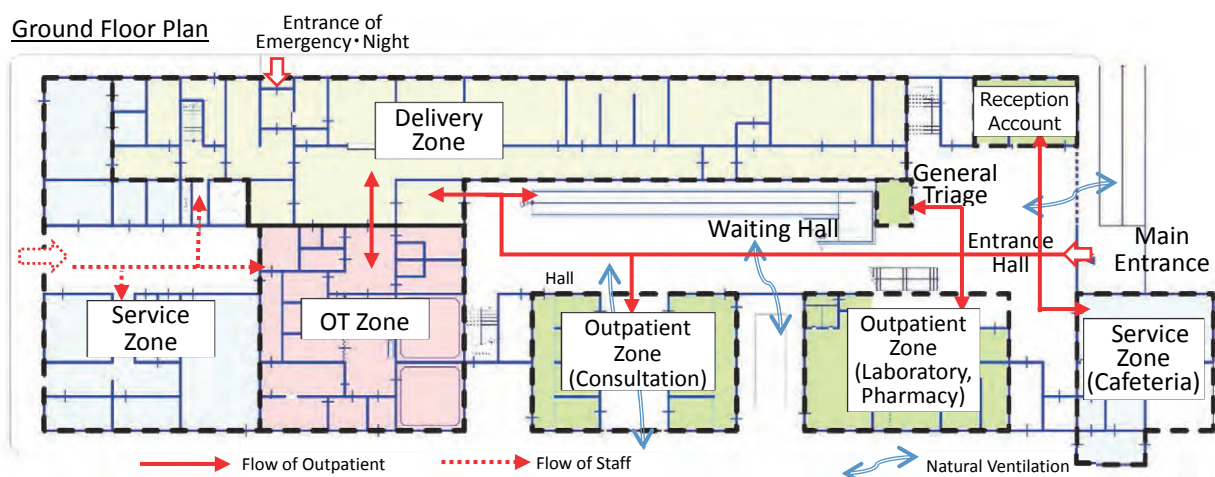 Ground Floor Plan
Entrance of
Emergency・Night
Delivery
Zone
Reception
Account
General
Triage
Waiting Hall
Entrance
Hall
Main
Entrance
Hall
Service
Zone
OT Zone
Outpatient
Zone
(Consultation)
Outpatient
Zone
(Laboratory,
Pharmacy)
Service
Zone
(Cafeteria)
Flow of Outpatient
Flow of Staff
Natural Ventilation